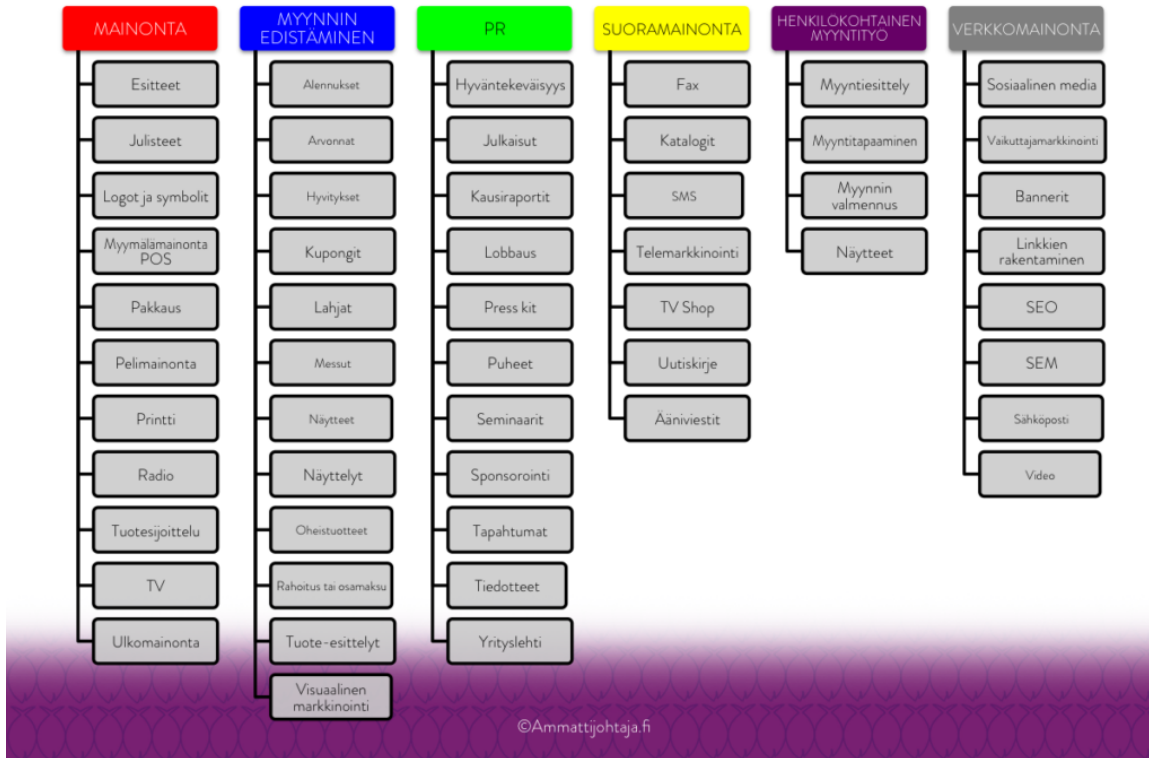 MAINONTA
Esitteet
Julisteet
Logot ja symbolit
Myymälämainonta
POS
Pakkaus
Pelimainonta
Printti
Radio
Tuotesijoittelu
TV
Ulkomainonta
MYYNNIN
EDISTÄMINEN
Alennukset
Arvonnat
Hyvitykset
Kupongit
Lahjat
Messut
Näytteet
Näyttelyt
Oheistuotteet
Rahoitus tai osamaksu
Tuote-esittelyt
Visuaalinen
markkinointi
PR
Hyväntekeväisyys
Julkaisut
Kausiraportit
Lobbaus
Press kit
Puheet
Seminaarit
Sponsorointi
Tapahtumat
Tiedotteet
Yrityslehti
SUORAMAINONTA
Fax
Katalogit
SMS
Telemarkkinointi
TV Shop
Uutiskirje
Ääniviestit
HENKILÖKOHTAINEN
MYYNTITYÖ
Myyntiesittely
Myyntitapaaminen
Myynnin
valmennus
Näytteet
VERKKOMAINONTA
Sosiaalinen media
Vaikuttajamarkkinointi
Bannerit
Linkkien
rakentaminen
SEO
SEM
Sähköposti
Video
©Ammattijohtaja.fi